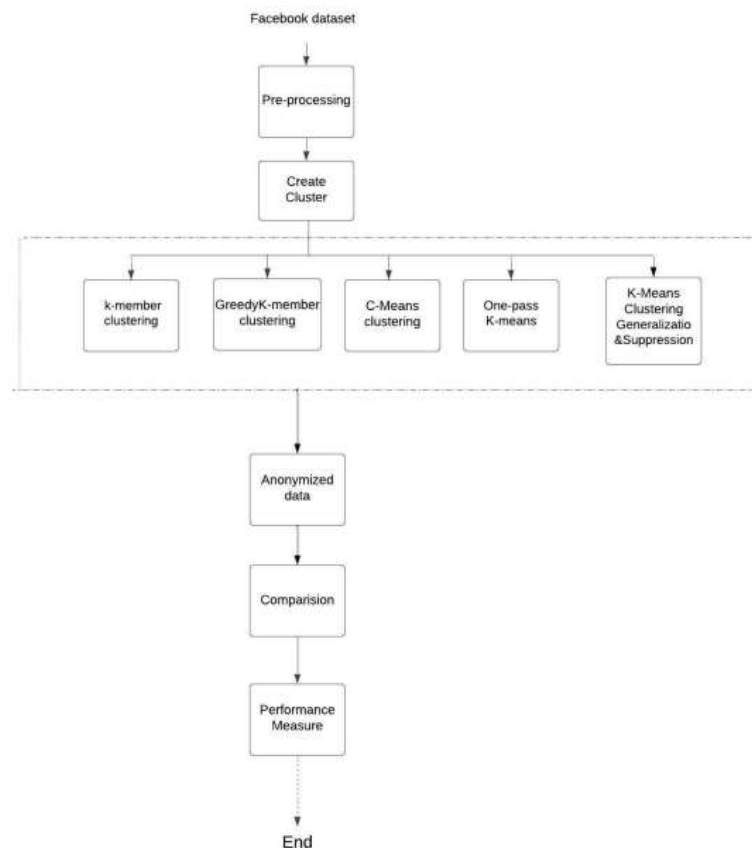 Facebook dataset
Pre-processing
Create
Cluster
k-member
clustering
GreedyK-member
clustering
C-Means
clustering
One-pass
K-means
K-Means
Clustering
Generalizatio
&Suppression
Anonymized
data
Comparision
Performance
Measure
End